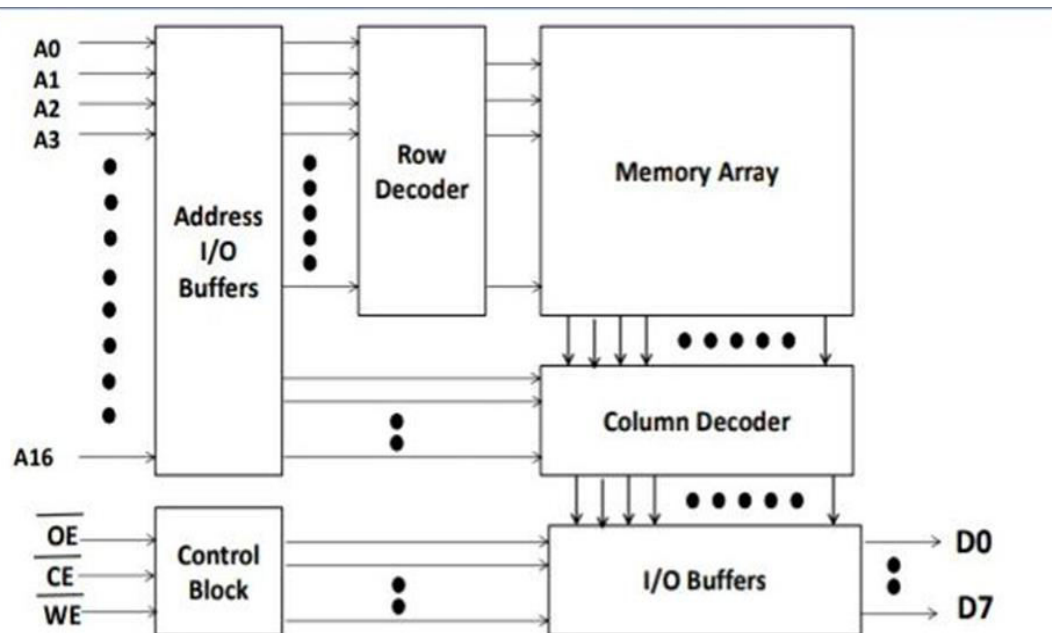 A0
A1
A2
A3
A16
Address
I/O
Buffers
Row
Decoder
Memory Array
Column Decoder
OE
CE
WE
Control
Block
I/O Buffers
D0
D7